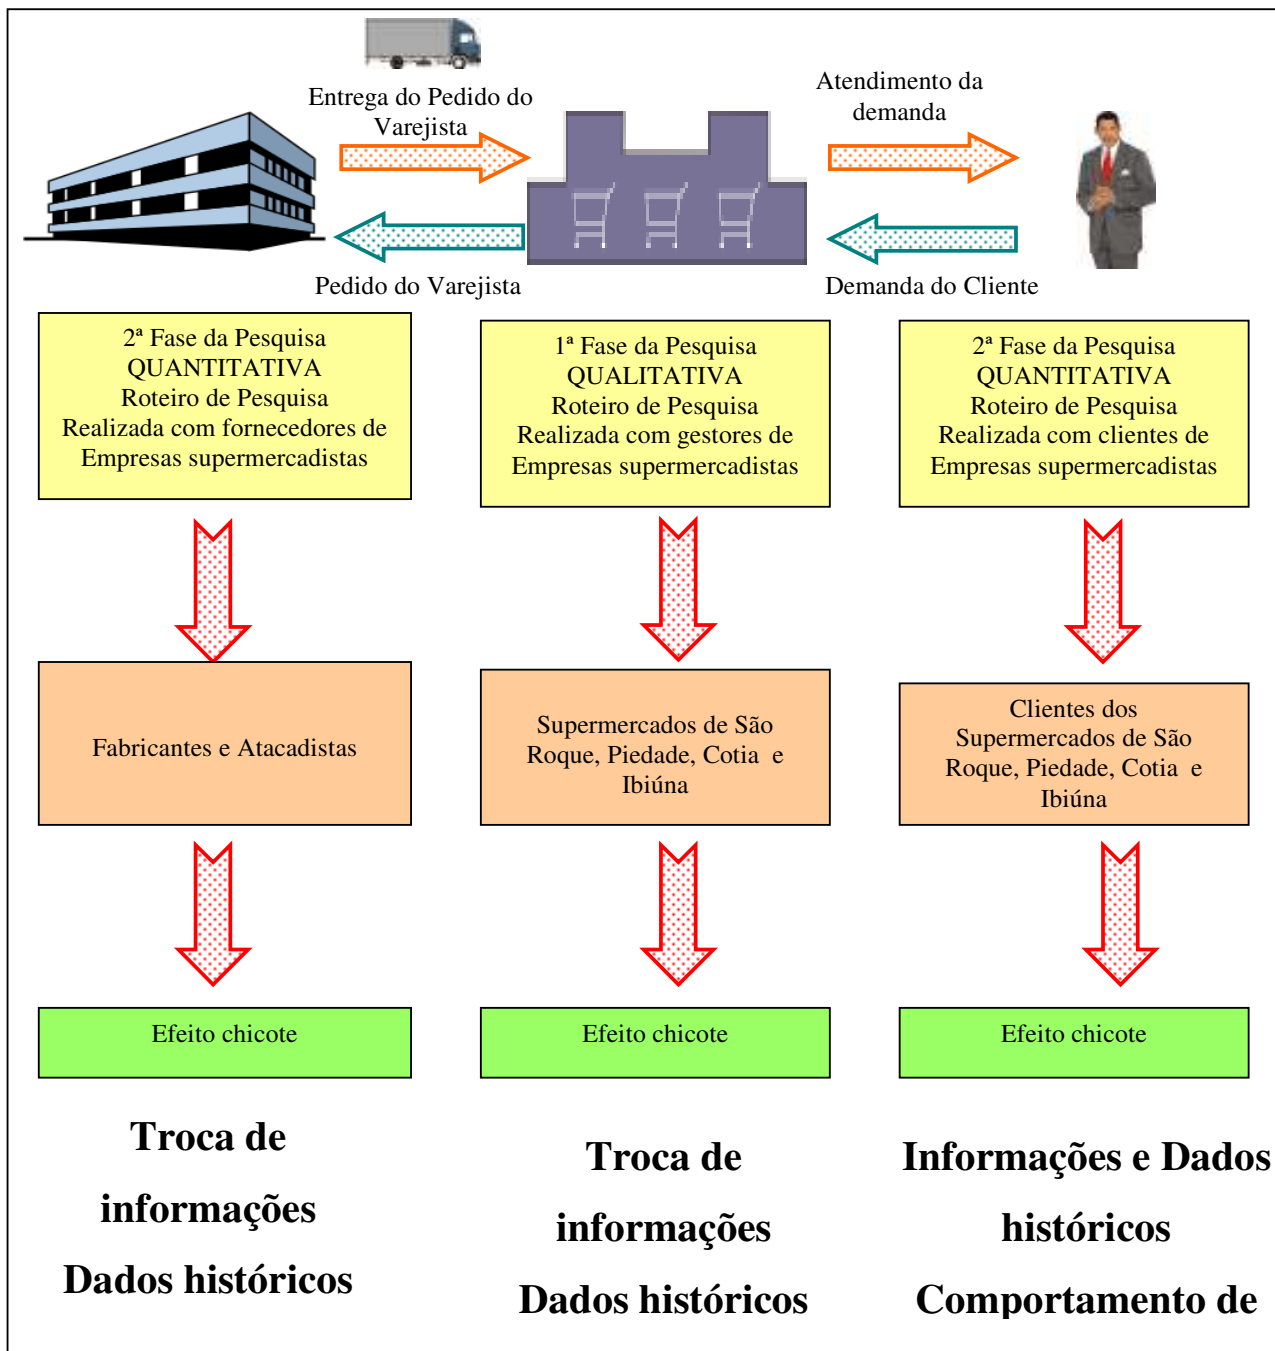 Entrega do Pedido do
Varejista
Atendimento da
demanda
Pedido do Varejista
Demanda do Cliente
2ª Fase da Pesquisa
QUANTITATIVA
Roteiro de Pesquisa
Realizada com fornecedores de
Empresas supermercadistas
1ª Fase da Pesquisa
QUALITATIVA
Roteiro de Pesquisa
Realizada com gestores de
Empresas supermercadistas
2ª Fase da Pesquisa
QUANTITATIVA
Roteiro de Pesquisa
Realizada com clientes de
Empresas supermercadistas
Fabricantes e Atacadistas
Supermercados de São
Roque, Piedade, Cotia e
Ibiúna
Clientes dos
Supermercados de São
Roque, Piedade, Cotia e
Ibiúna
Efeito chicote
Efeito chicote
Efeito chicote
Troca de
informações
Dados históricos
Troca de
informações
Dados históricos
Informações e Dados
históricos
Comportamento de